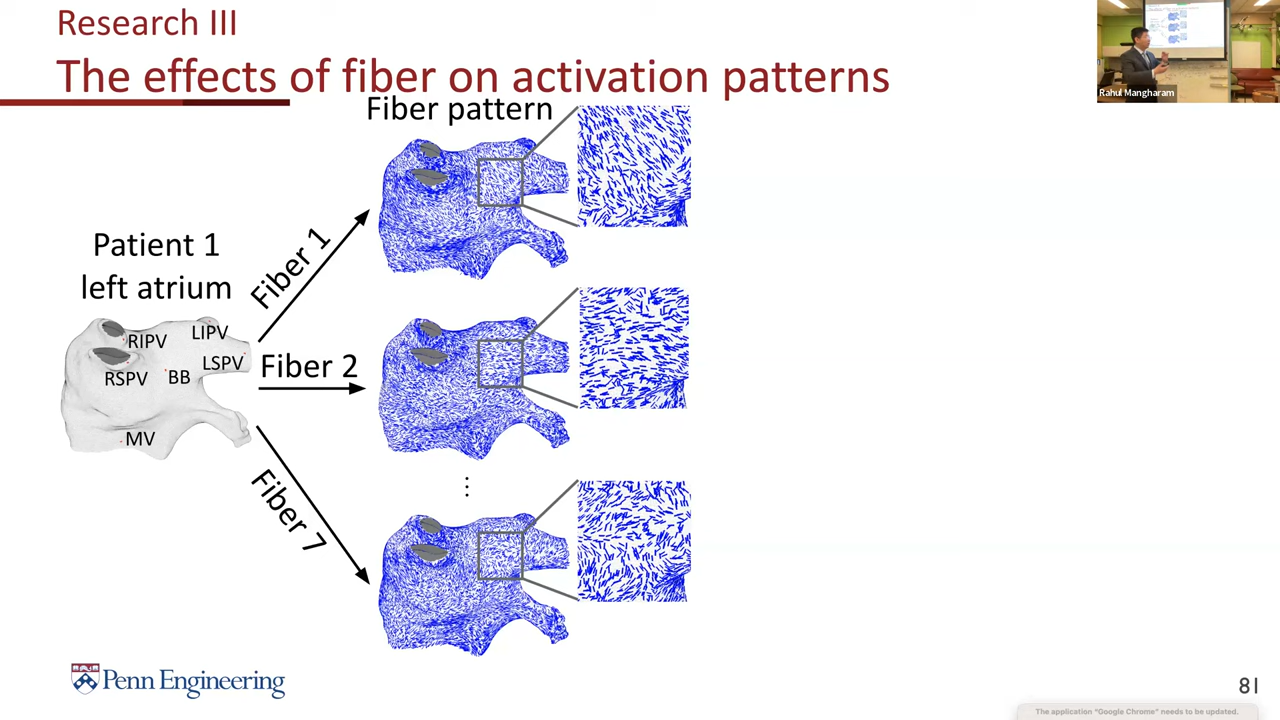 Research III
The effects of fiber on activation patterns
Fiber pattern
Rahul Mangharam
Patient 1
left atrium
Fiber 1
Fiber 2
Fiber 7
RIPV
LIPV
LSPV
RSPV
BB
MV
⋮
Penn Engineering
81
The application "Google Chrome" needs to be updated.